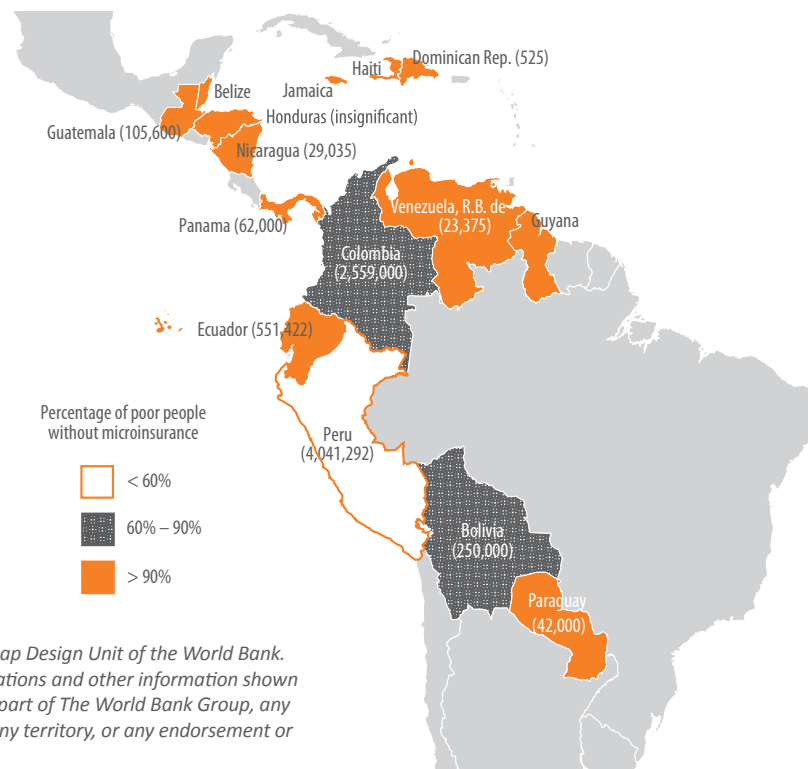 Dominican Rep. (525)
Haiti
Belize
Jamaica
Honduras (insignificant)
Guatemala (105,600)
Nicaragua (29,035)
Venezuela, R.B. de
(23,375)
Guyana
Panama (62,000)
Colombia
(2,559,000)
Ecuador (551,422)
Percentage of poor people
without microinsurance
< 60%
60% – 90%
> 90%
Peru
(4,041,292)
Bolivia
(250,000)
Paraguay
(42,000)
ap Design Unit of the World Bank.
ations and other information shown
part of The World Bank Group, any
ny territory, or any endorsement or